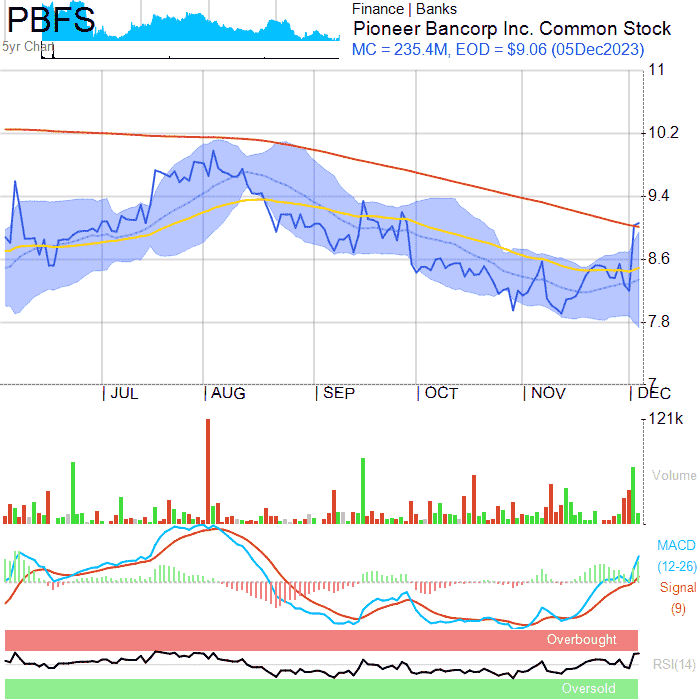 PBFS
Finance | Banks
Pioneer Bancorp Inc. Common Stock
5yr Chart
MC = 235.4M, EOD = $9.06 (05Dec2023)
11
10.2
9.4
8.6
7.8
7
JUL AUG SEP OCT NOV DEC
121k
Volume
MACD
(12-26)
Signal
(9)
Overbought
RSI(14)
Oversold